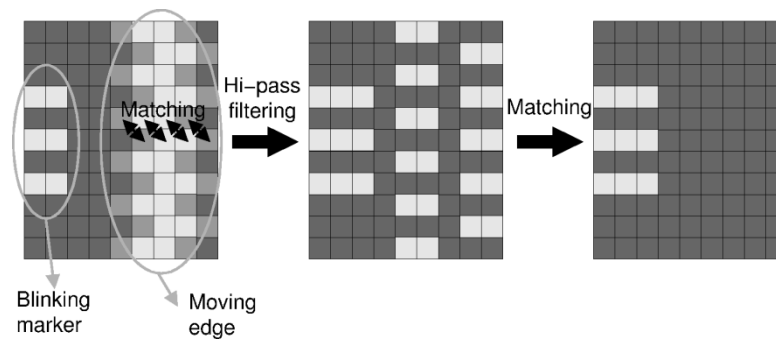 Matching
Hi-pass
filtering
Matching
Blinking
marker
Moving
edge